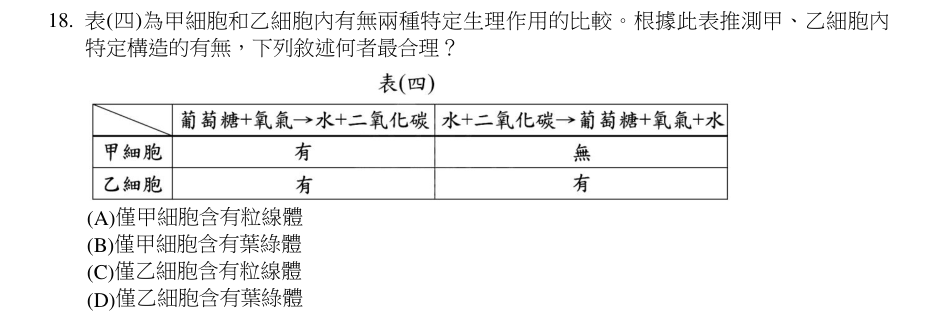 18. 表(四)為甲細胞和乙細胞內有無兩種特定生理作用的比較。根據此表推測甲、乙細胞內
特定構造的有無，下列敘述何者最合理？
表(四)
葡萄糖+氧氣→水+二氧化碳 水+二氧化碳→葡萄糖+氧氣+水
甲細胞 有 無
乙細胞 有 有
(A)僅甲細胞含有粒線體
(B)僅甲細胞含有葉綠體
(C)僅乙細胞含有粒線體
(D)僅乙細胞含有葉綠體